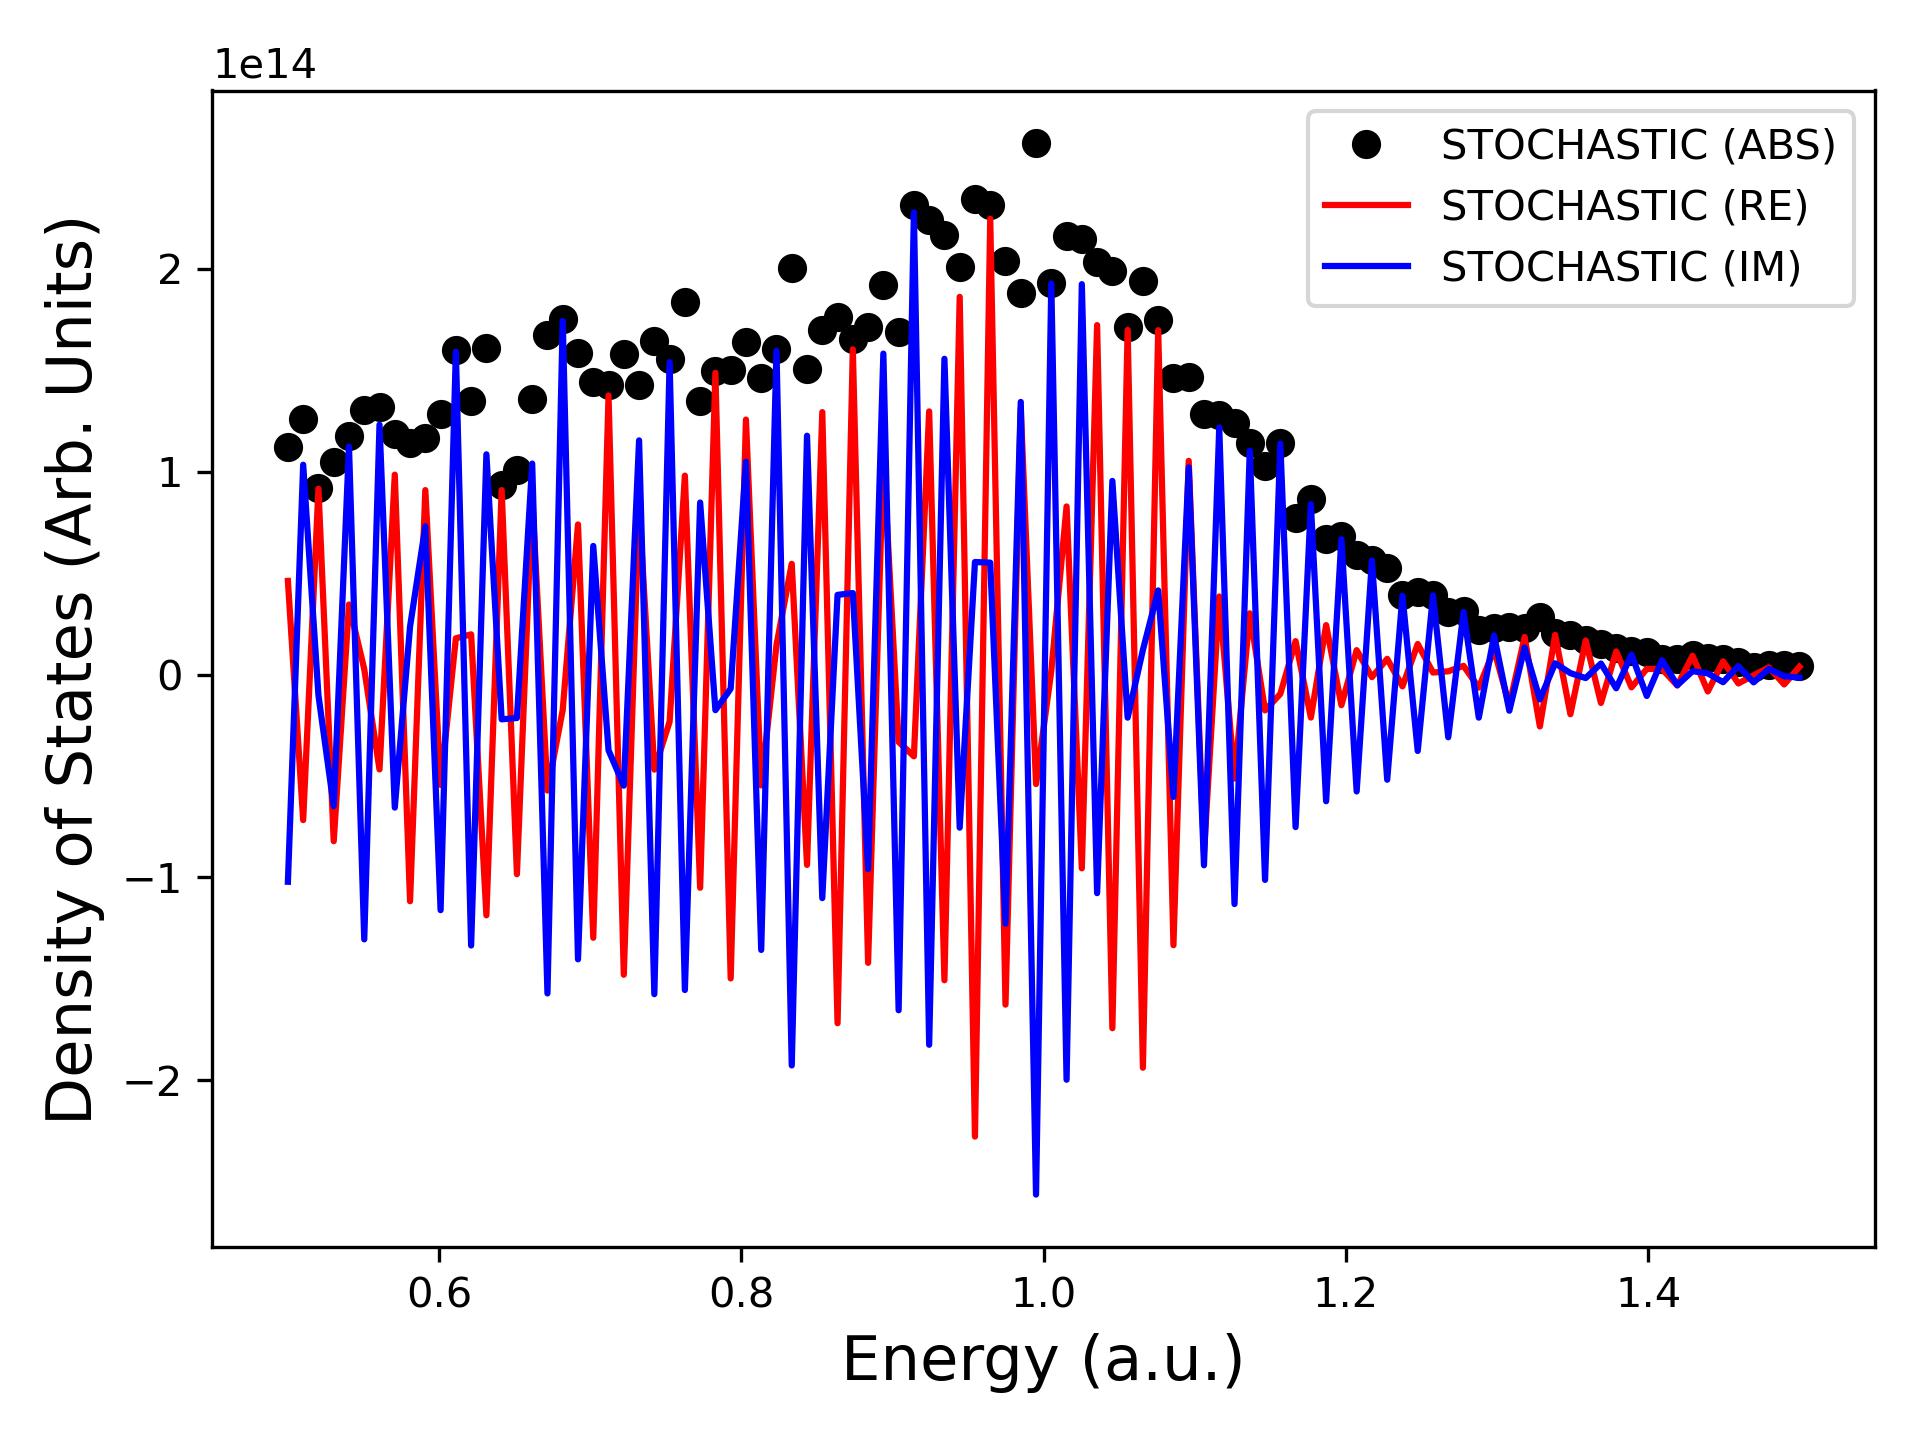 1e14
STOCHASTIC (ABS)
STOCHASTIC (RE)
STOCHASTIC (IM)
Density of States (Arb. Units)
2
1
0
−1
−2
0.6 0.8 1.0 1.2 1.4
Energy (a.u.)